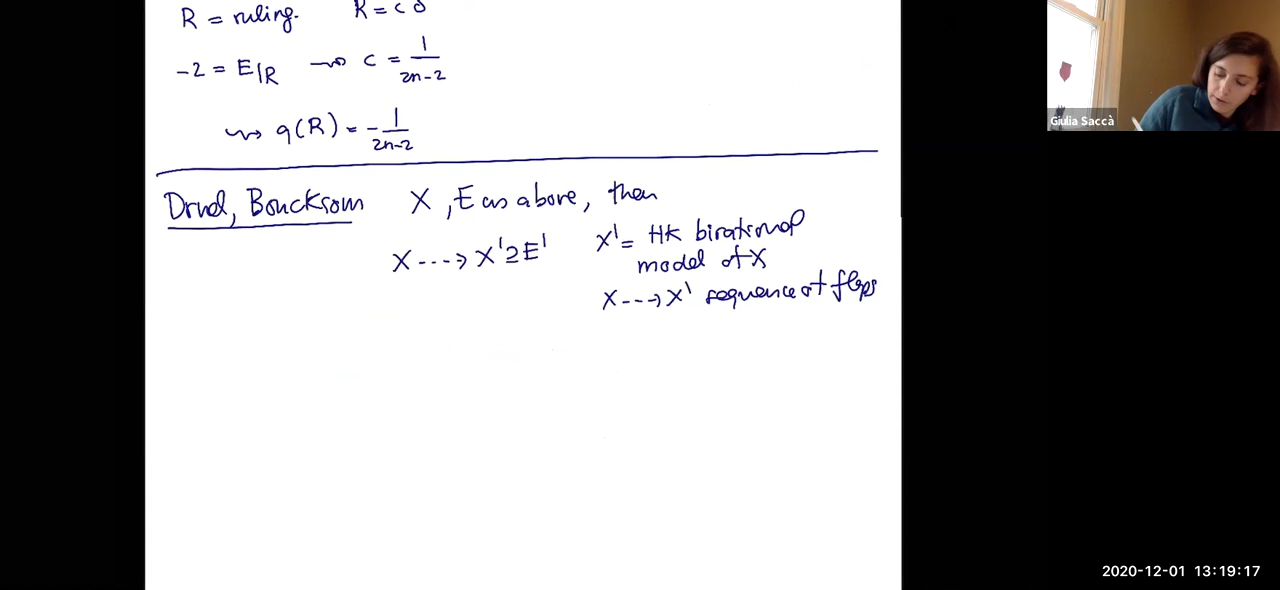 R = ruling. R = c δ
-2 = E|R ⇝ c = 1/(2n-2)
⇝ q(R) = - 1/(2n-2)
Druel, Boucksom X, E as above, then
X ---> X' ⊇ E' X' = HK birational
model of X
X ---> X' sequence of flops
Giulia Saccà
2020-12-01 13:19:17